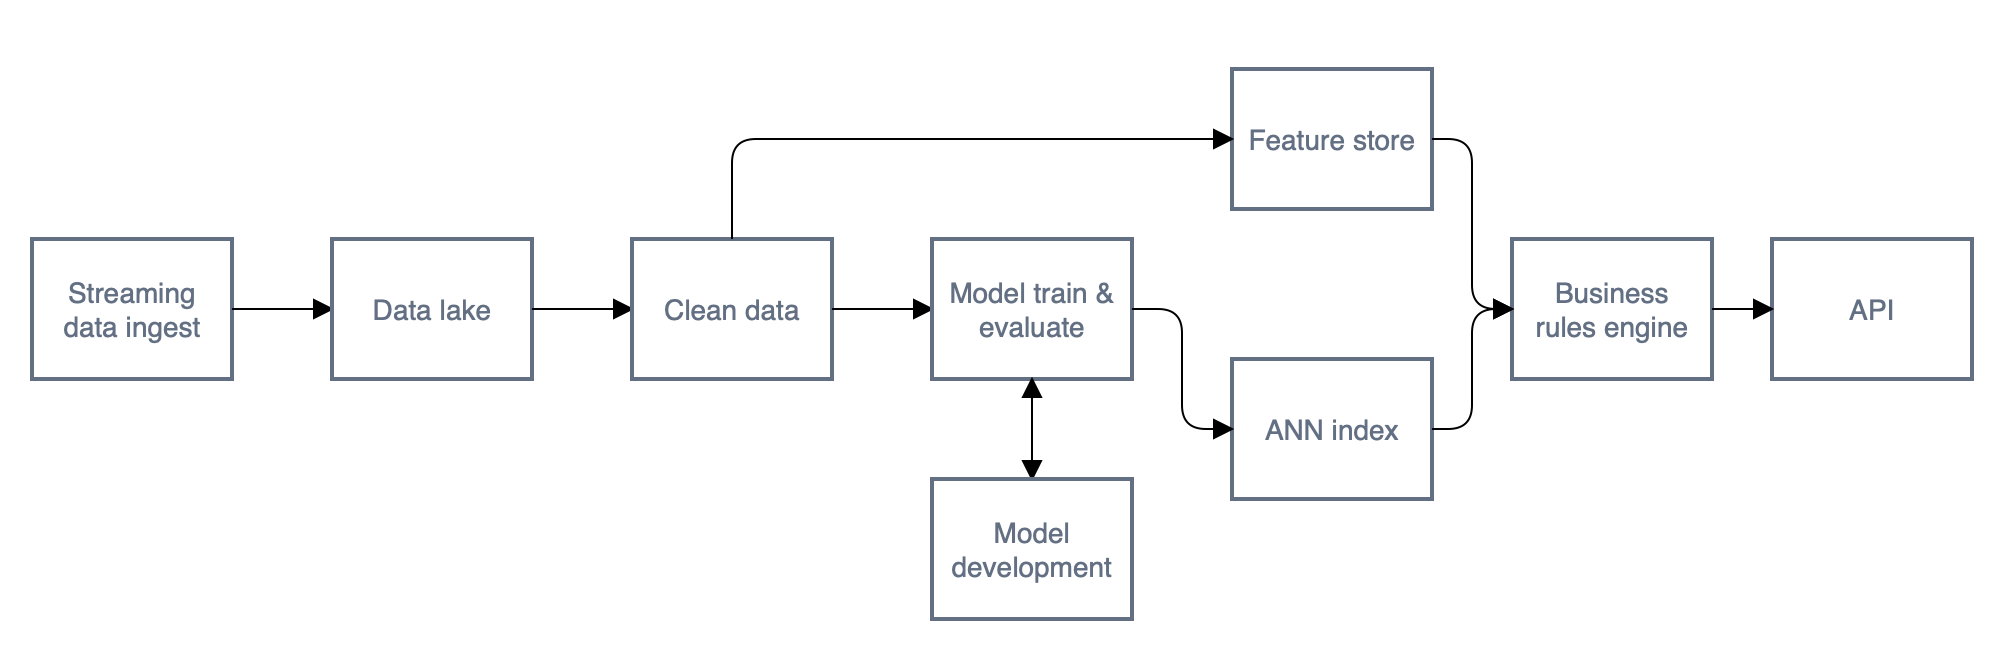 Feature store
Streaming
data ingest
Data lake
Clean data
Model train &
evaluate
Business
rules engine
API
ANN index
Model
development